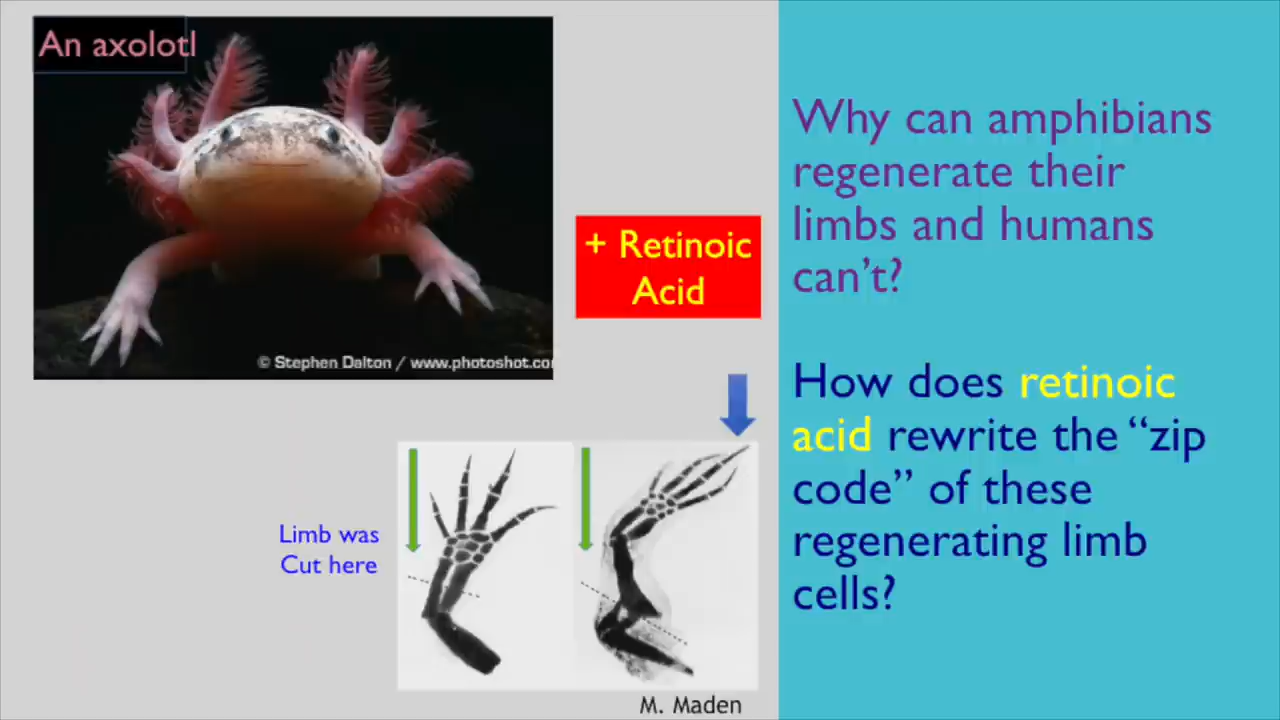 An axolotl
© Stephen Dalton / www.photoshot.co
+ Retinoic
Acid
Limb was
Cut here
M. Maden
Why can amphibians
regenerate their
limbs and humans
can't?
How does retinoic
acid rewrite the “zip
code” of these
regenerating limb
cells?